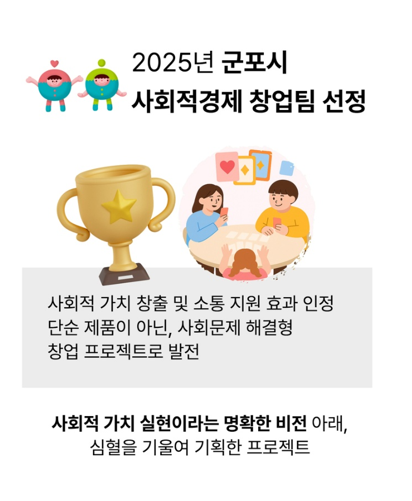 2025년 군포시
사회적경제 창업팀 선정
사회적 가치 창출 및 소통 지원 효과 인정
단순 제품이 아닌, 사회문제 해결형
창업 프로젝트로 발전
사회적 가치 실현이라는 명확한 비전 아래,
심혈을 기울여 기획한 프로젝트